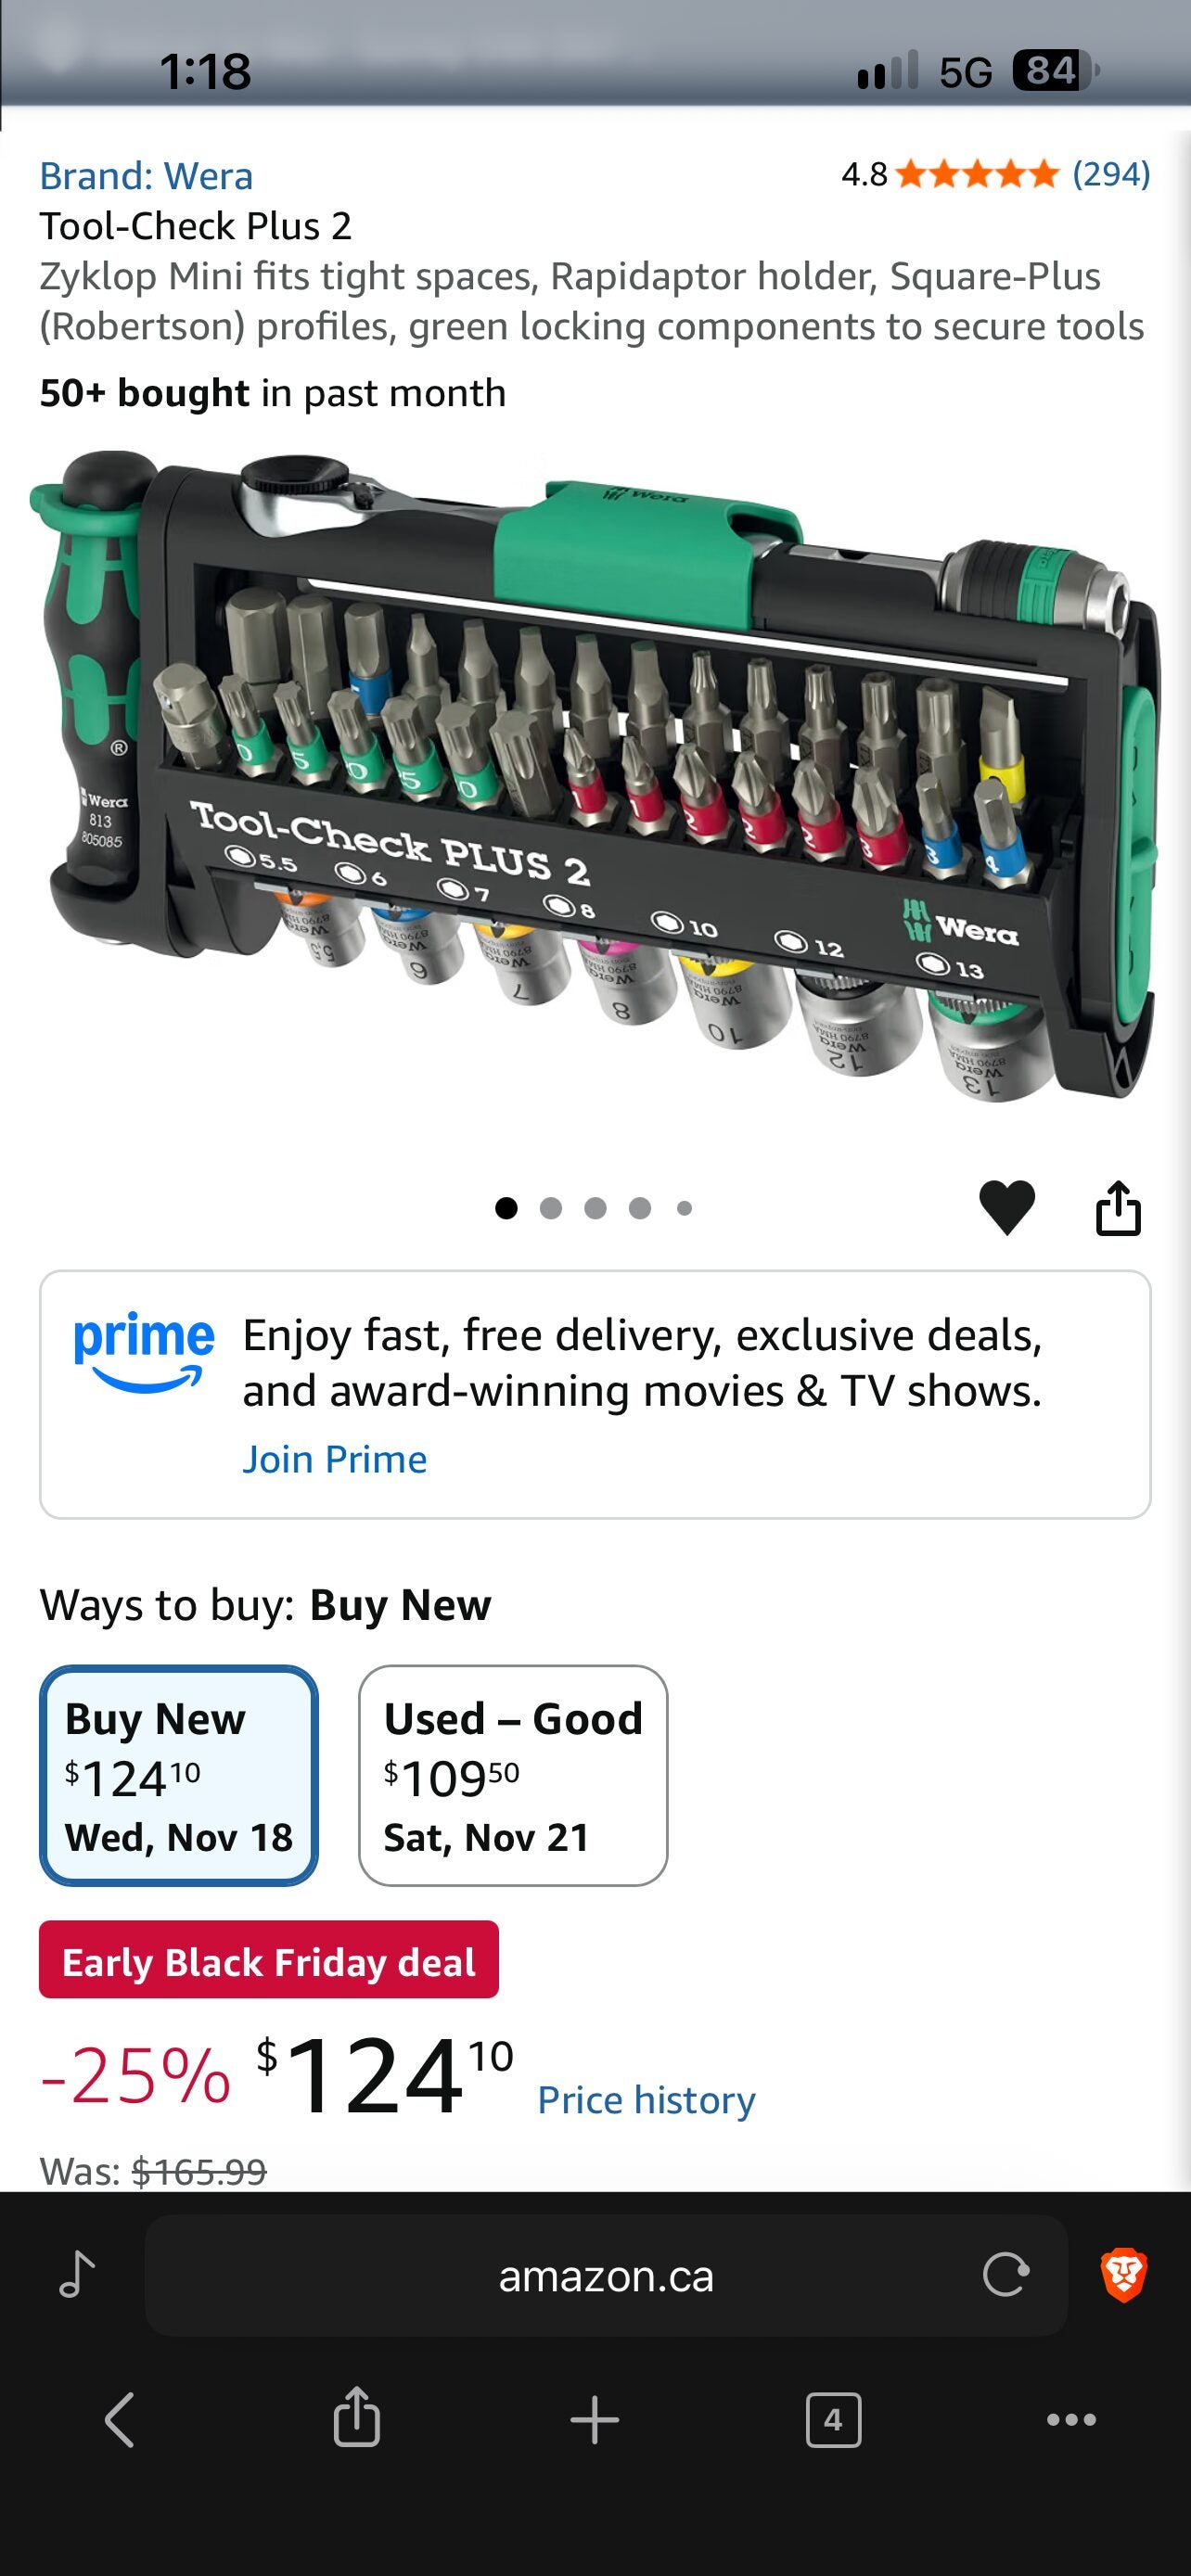 1:18
5G 84
Brand: Wera
4.8 (294)
Tool-Check Plus 2
Zyklop Mini fits tight spaces, Rapidaptor holder, Square-Plus
(Robertson) profiles, green locking components to secure tools
50+ bought in past month
Wera
®
Wera
813
805085
5
5
1
1
2
2
2
3
3
4
Tool-Check PLUS 2
5.5
6
7
8
10
12
13
Wera
5.5
6
7
8
10
12
13
prime
Enjoy fast, free delivery, exclusive deals,
and award-winning movies & TV shows.
Join Prime
Ways to buy: Buy New
Buy New
$124 10
Wed, Nov 18
Used – Good
$109 50
Sat, Nov 21
Early Black Friday deal
-25% $124 10 Price history
Was: $165.99
amazon.ca
4